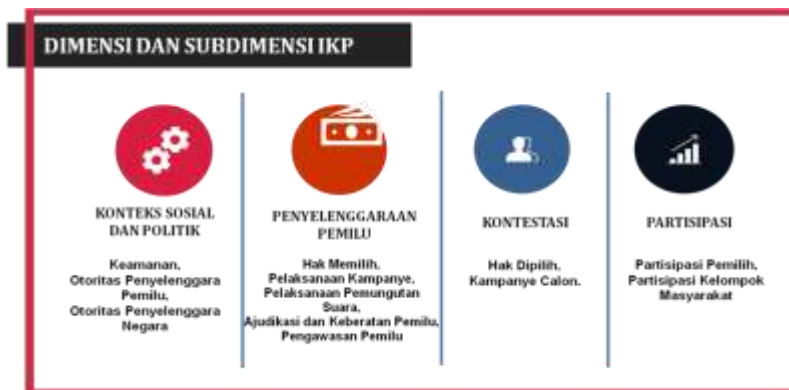 DIMENSI DAN SUBDIMENSI IKP
KONTEKS SOSIAL
DAN POLITIK
Keamanan,
Otoritas Penyelenggara
Pemilu,
Otoritas Penyelenggara
Negara
PENYELENGGARAAN
PEMILU
Hak Memilih,
Pelaksanaan Kampanye,
Pelaksanaan Pemungutan
Suara,
Ajudikasi dan Keberatan Pemilu,
Pengawasan Pemilu
KONTESTASI
Hak Dipilih,
Kampanye Calon.
PARTISIPASI
Partisipasi Pemilih,
Partisipasi Kelompok
Masyarakat